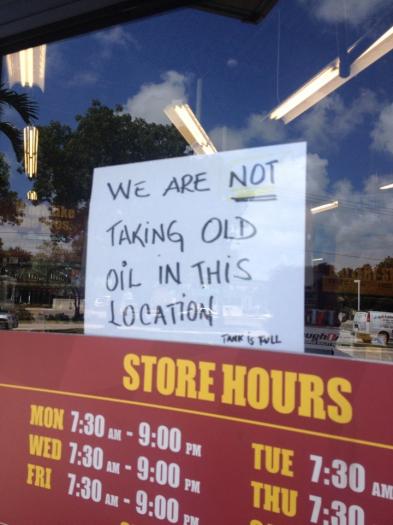 WE ARE NOT
TAKING OLD
OIL IN THIS
LOCATION
TANK IS FULL
STORE HOURS
MON 7:30 AM - 9:00 PM
WED 7:30 AM - 9:00 PM
FRI 7:30 AM - 9:00 PM
TUE 7:30 AM
THU 7:30